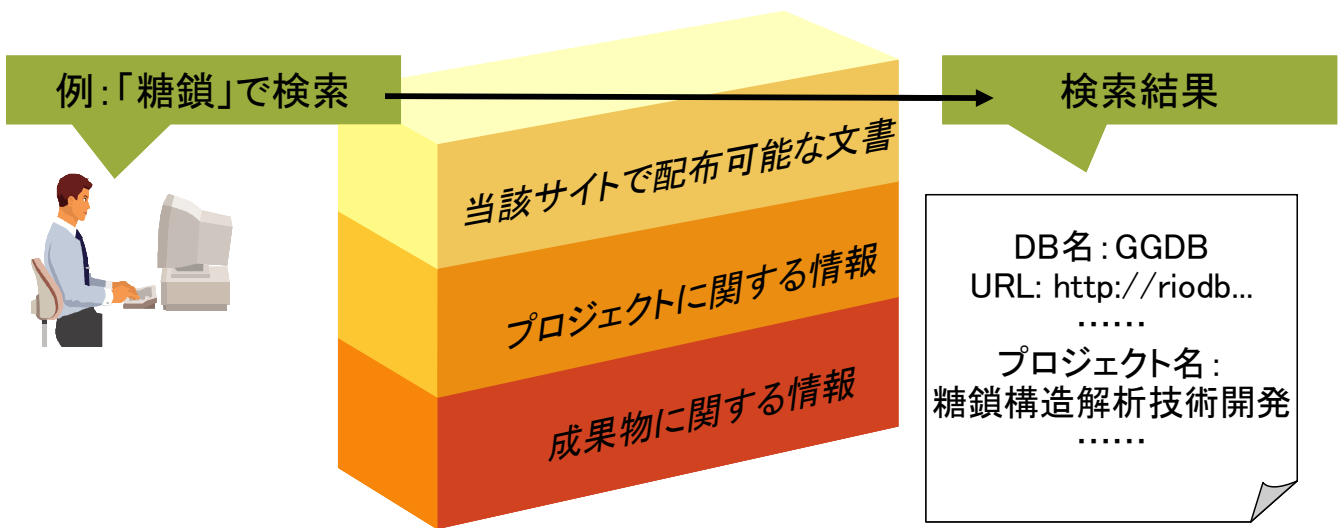 例：「糖鎖」で検索
検索結果
当該サイトで配布可能な文書
プロジェクトに関する情報
成果物に関する情報
DB名：GGDB
URL: http://riodb...
……
プロジェクト名：
糖鎖構造解析技術開発
……